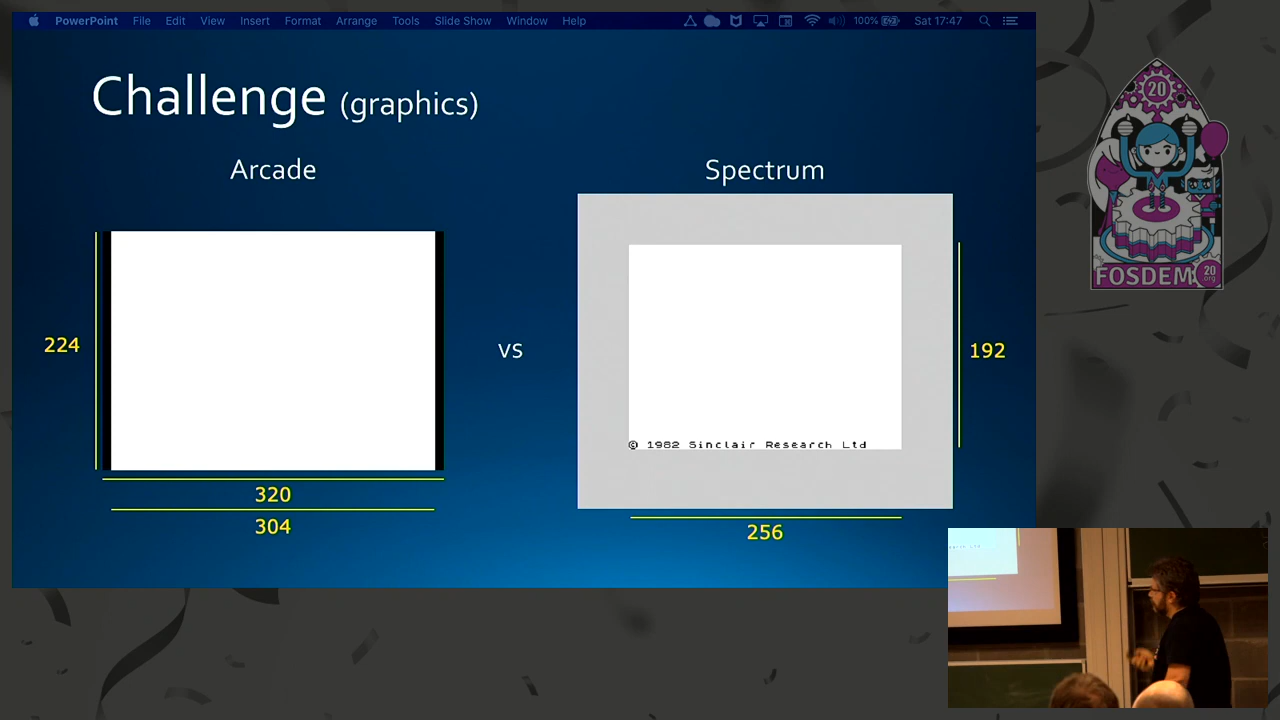 PowerPoint File Edit View Insert Format Arrange Tools Slide Show Window Help 100% Sat 17:47
Challenge (graphics)
Arcade
Spectrum
224
vs
192
© 1982 Sinclair Research Ltd
320
304
256
20
FOSDEM
20
.org